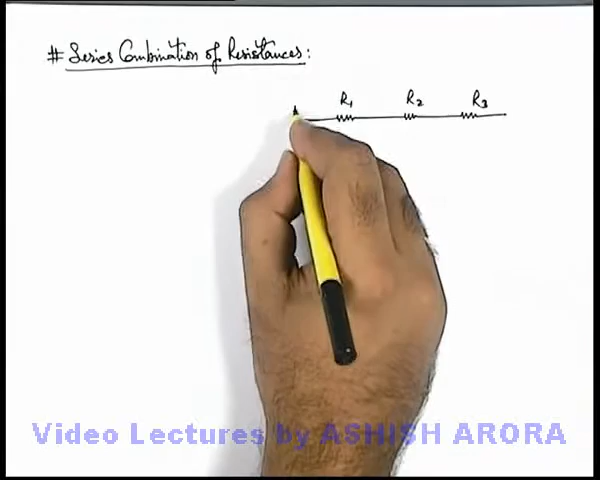 # Series Combination of Resistances:
R₁ R₂ R₃
Video Lectures by ASHISH ARORA